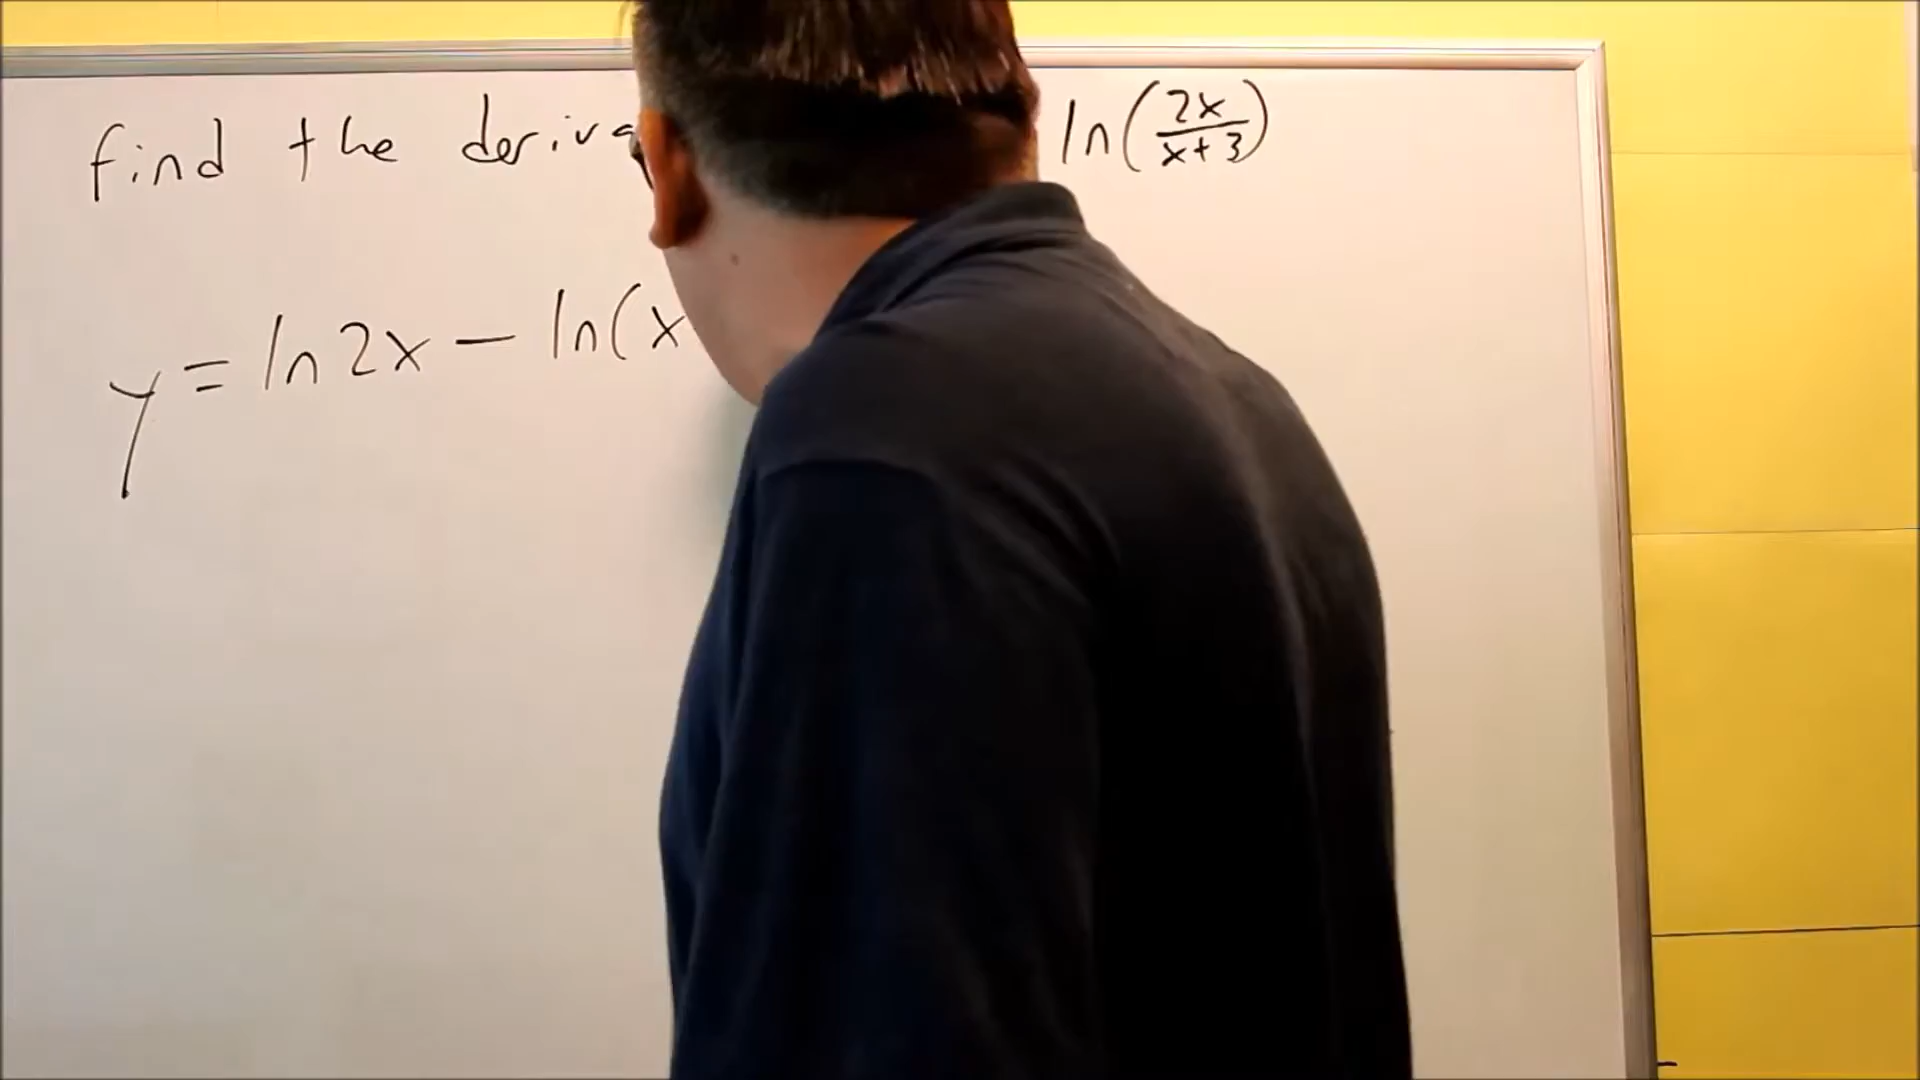 find the deriva ln(2x/(x+3))
y = ln 2x - ln(x